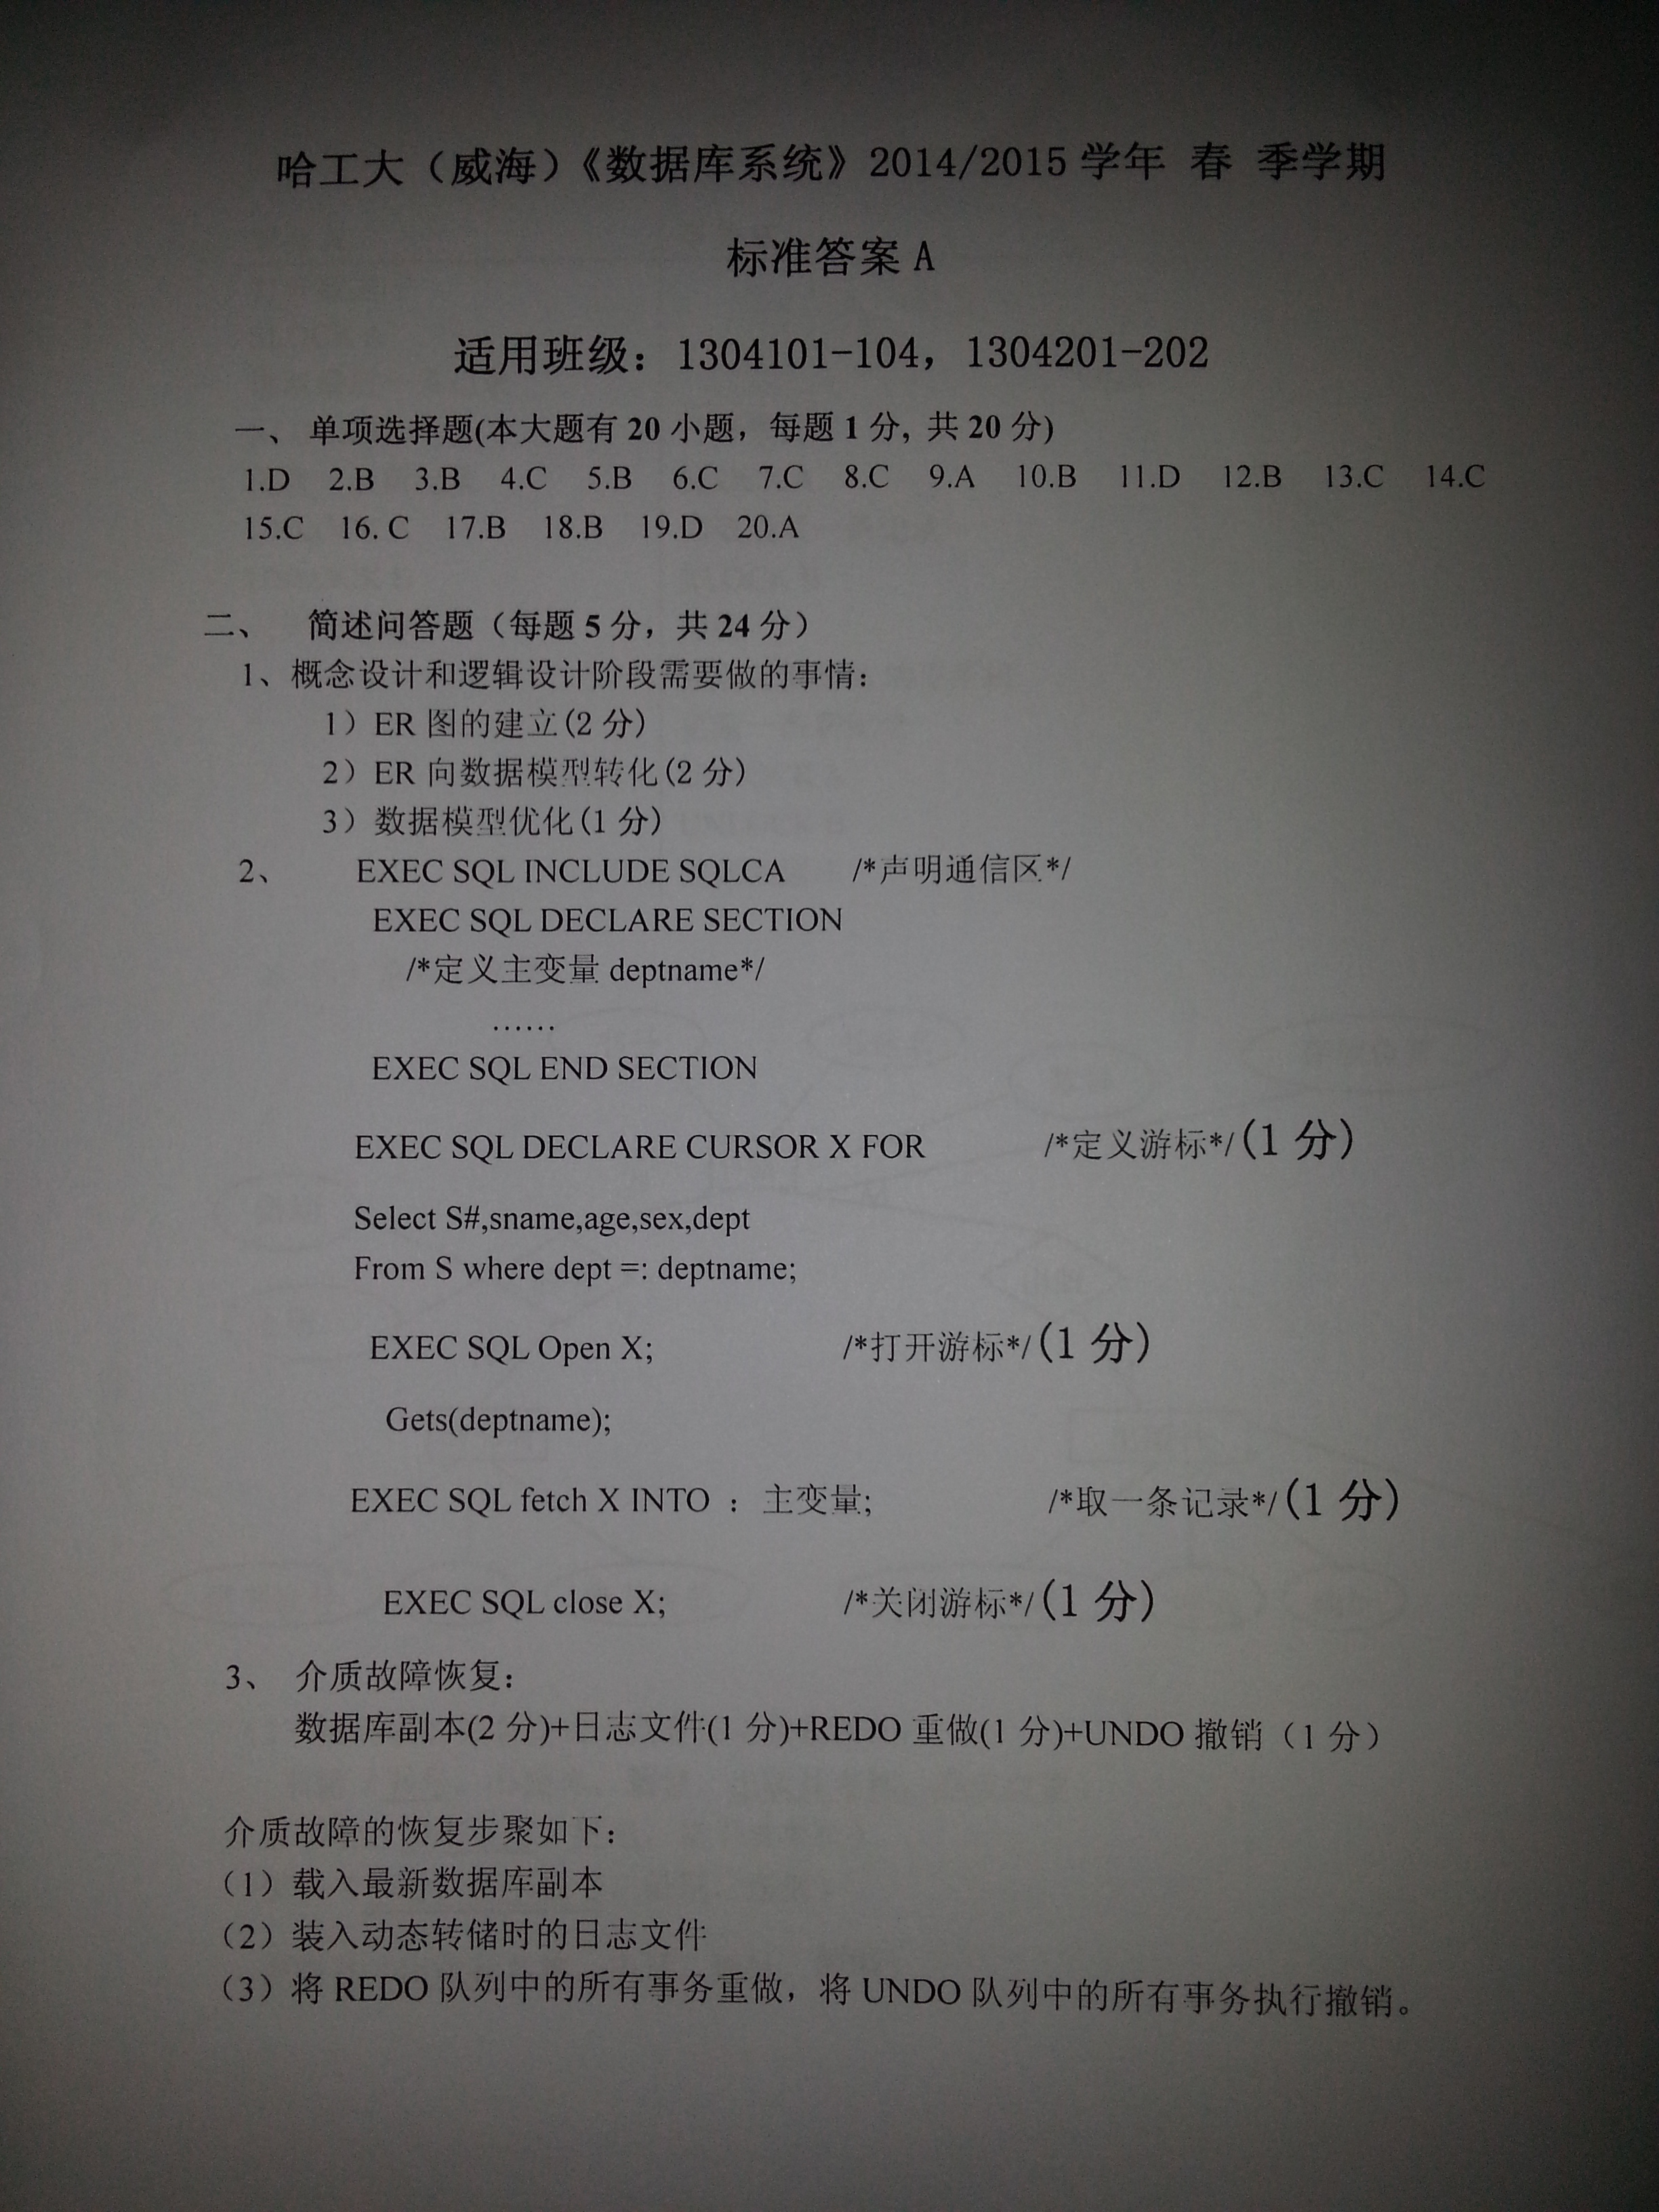 哈工大（威海）《数据库系统》2014/2015 学年 春 季学期
标准答案 A
适用班级：1304101-104，1304201-202
一、 单项选择题(本大题有 20 小题，每题 1 分, 共 20 分)
1.D 2.B 3.B 4.C 5.B 6.C 7.C 8.C 9.A 10.B 11.D 12.B 13.C 14.C
15.C 16. C 17.B 18.B 19.D 20.A
二、 简述问答题（每题 5 分，共 24 分）
1、概念设计和逻辑设计阶段需要做的事情：
1）ER 图的建立(2 分)
2）ER 向数据模型转化(2 分)
3）数据模型优化(1 分)
2、 EXEC SQL INCLUDE SQLCA /*声明通信区*/
EXEC SQL DECLARE SECTION
/*定义主变量 deptname*/
……
EXEC SQL END SECTION
EXEC SQL DECLARE CURSOR X FOR /*定义游标*/(1 分)
Select S#,sname,age,sex,dept
From S where dept =: deptname;
EXEC SQL Open X; /*打开游标*/(1 分)
Gets(deptname);
EXEC SQL fetch X INTO ：主变量; /*取一条记录*/(1 分)
EXEC SQL close X; /*关闭游标*/(1 分)
3、 介质故障恢复：
数据库副本(2 分)+日志文件(1 分)+REDO 重做(1 分)+UNDO 撤销（1 分）
介质故障的恢复步聚如下：
（1）载入最新数据库副本
（2）装入动态转储时的日志文件
（3）将 REDO 队列中的所有事务重做，将 UNDO 队列中的所有事务执行撤销。